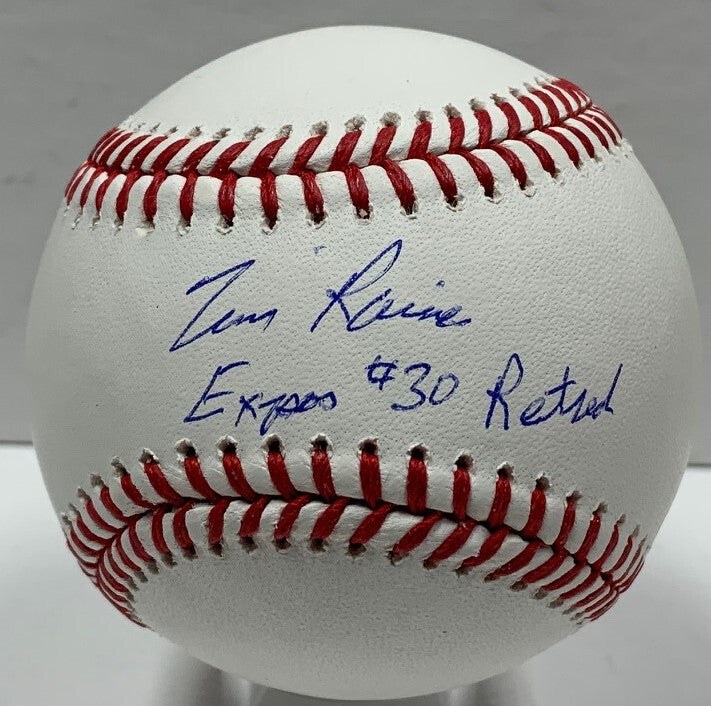 Tim Raines
Expos #30 Retired